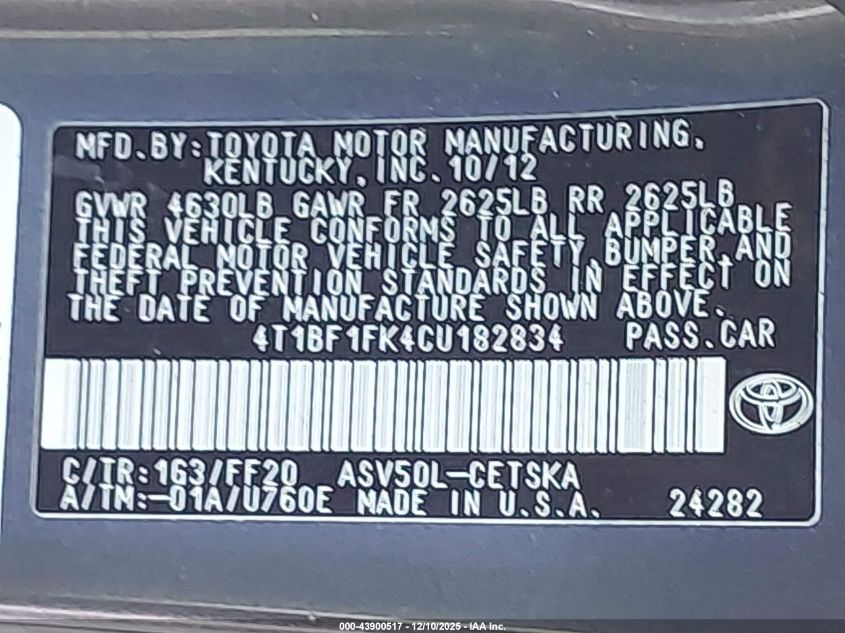 MFD.BY:TOYOTA MOTOR MANUFACTURING,
KENTUCKY, INC. 10/12
GVWR 4630LB GAWR FR 2625LB RR 2625LB
THIS VEHICLE CONFORMS TO ALL APPLICABLE
FEDERAL MOTOR VEHICLE SAFETY, BUMPER, AND
THEFT PREVENTION STANDARDS IN EFFECT ON
THE DATE OF MANUFACTURE SHOWN ABOVE.
4T1BF1FK4CU182834 PASS.CAR
C/TR:1G3/FF20 ASV50L-CETSKA
A/TM:-01A/U760E MADE IN U.S.A. 24282
000-43900517 - 12/10/2025 - IAA Inc.